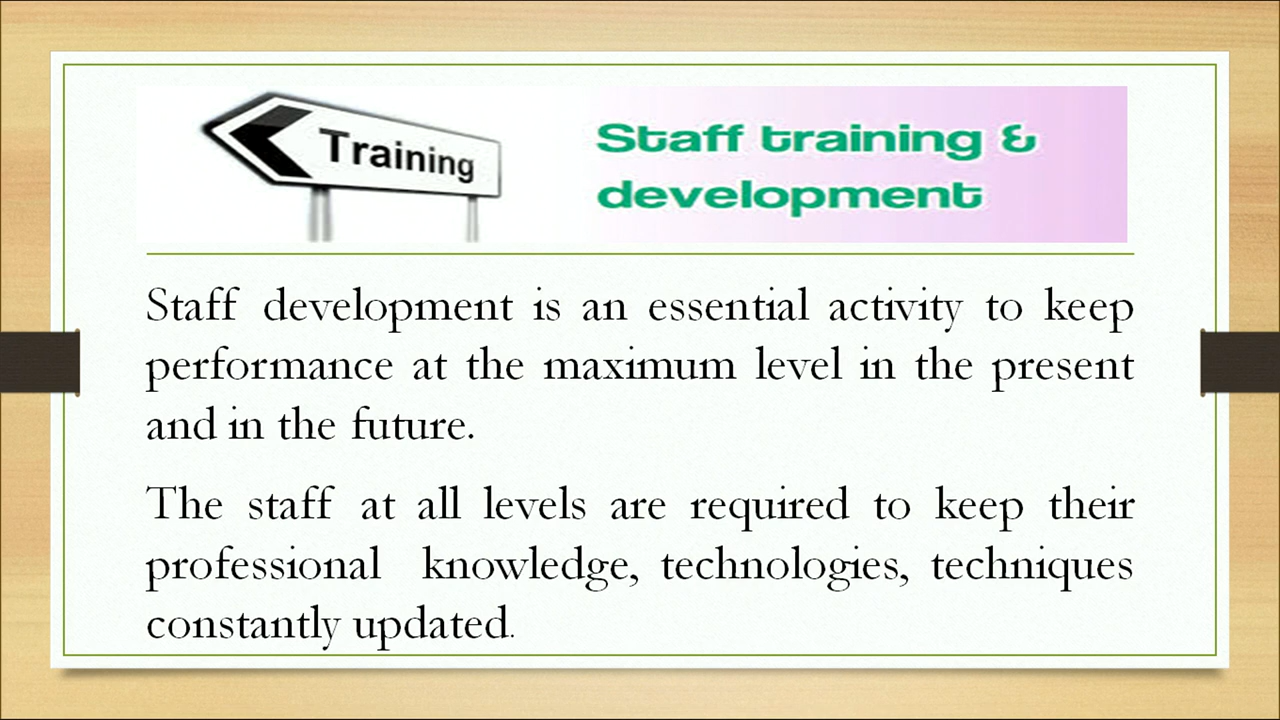 Training
Staff training &
development
Staff development is an essential activity to keep
performance at the maximum level in the present
and in the future.
The staff at all levels are required to keep their
professional knowledge, technologies, techniques
constantly updated.